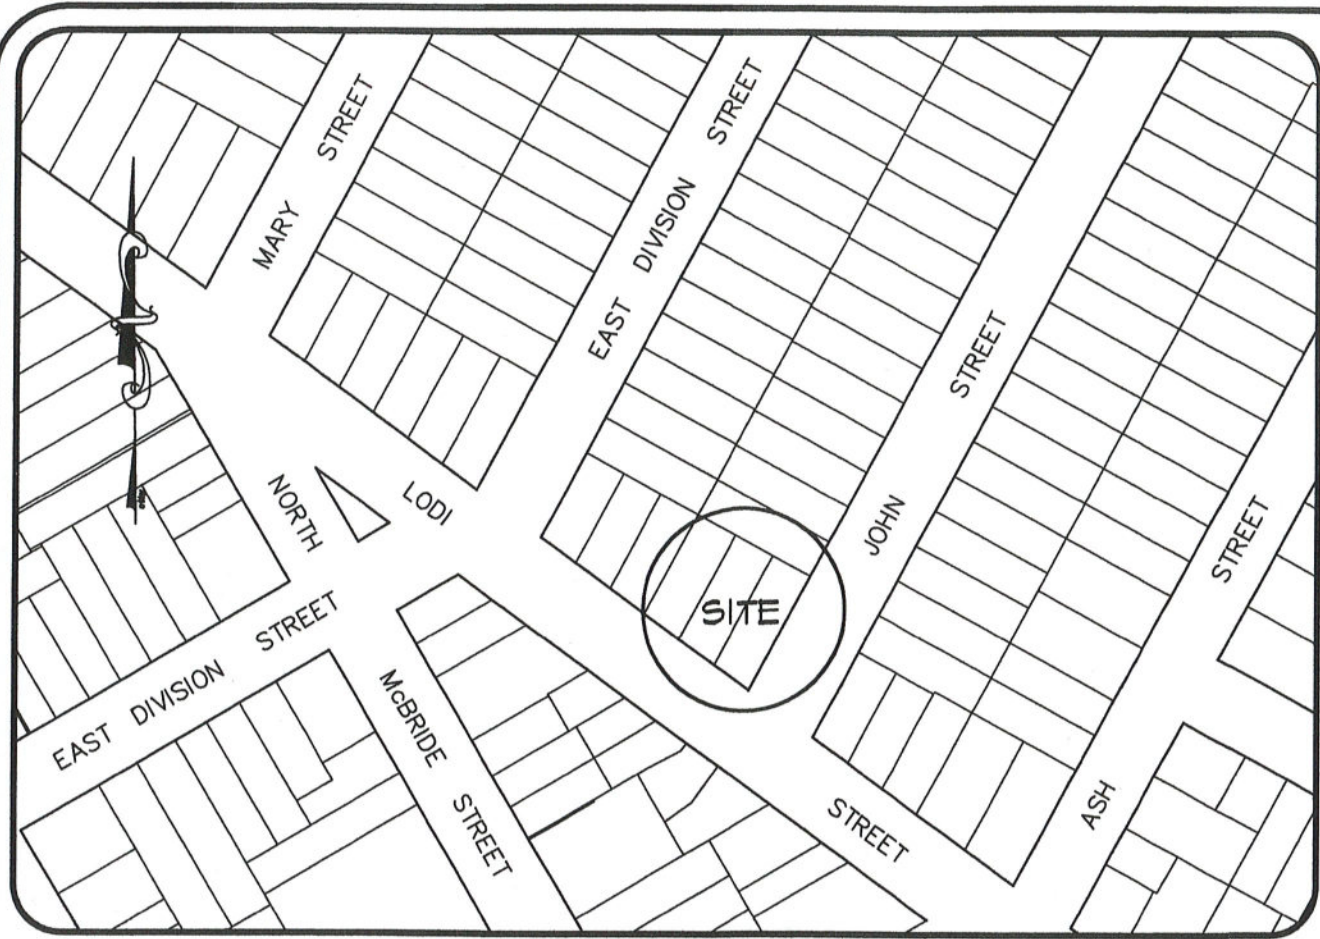 MARY STREET
EAST DIVISION STREET
JOHN STREET
ASH STREET
NORTH
LODI STREET
SITE
EAST DIVISION STREET
McBRIDE STREET